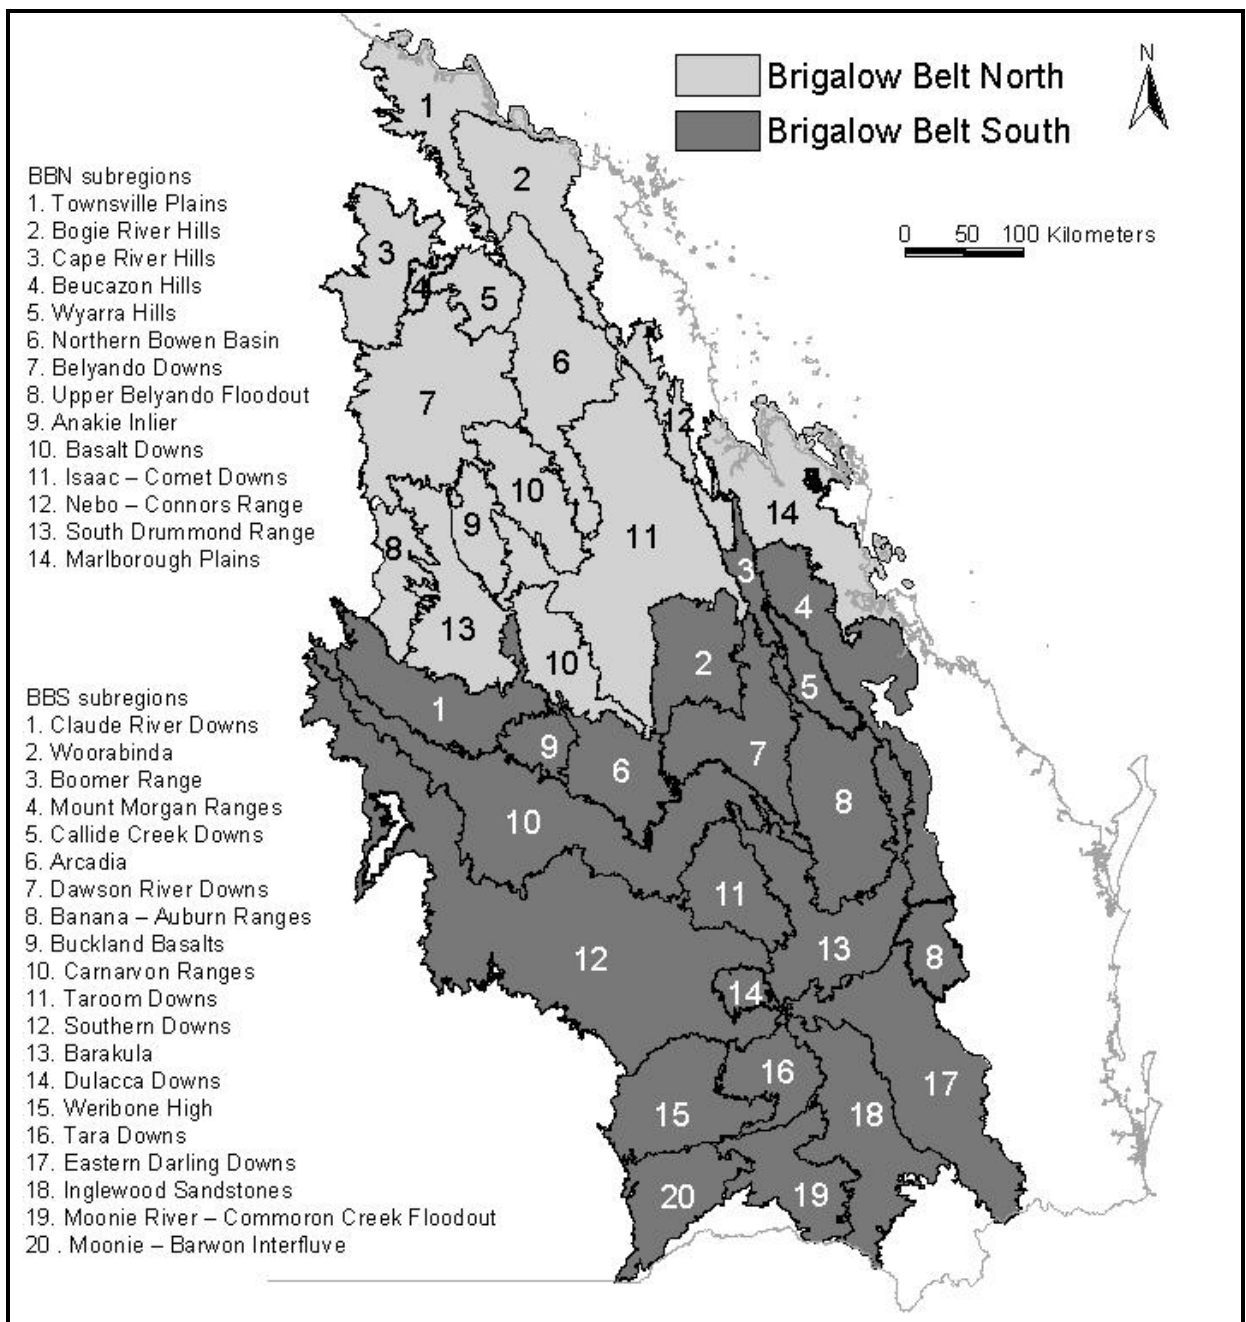 Brigalow Belt North
Brigalow Belt South
N
0 50 100 Kilometers
BBN subregions
1. Townsville Plains
2. Bogie River Hills
3. Cape River Hills
4. Beucazon Hills
5. Wyarra Hills
6. Northern Bowen Basin
7. Belyando Downs
8. Upper Belyando Floodout
9. Anakie Inlier
10. Basalt Downs
11. Isaac – Comet Downs
12. Nebo – Connors Range
13. South Drummond Range
14. Marlborough Plains
BBS subregions
1. Claude River Downs
2. Woorabinda
3. Boomer Range
4. Mount Morgan Ranges
5. Callide Creek Downs
6. Arcadia
7. Dawson River Downs
8. Banana – Auburn Ranges
9. Buckland Basalts
10. Carnarvon Ranges
11. Taroom Downs
12. Southern Downs
13. Barakula
14. Dulacca Downs
15. Weribone High
16. Tara Downs
17. Eastern Darling Downs
18. Inglewood Sandstones
19. Moonie River – Commoron Creek Floodout
20 . Moonie – Barwon Interfluve
1
2
3
4
5
6
7
12
10
14
9
11
8
3
4
13
10
2
5
1
9
6
7
8
10
11
12
13
8
14
16
17
15
18
20
19